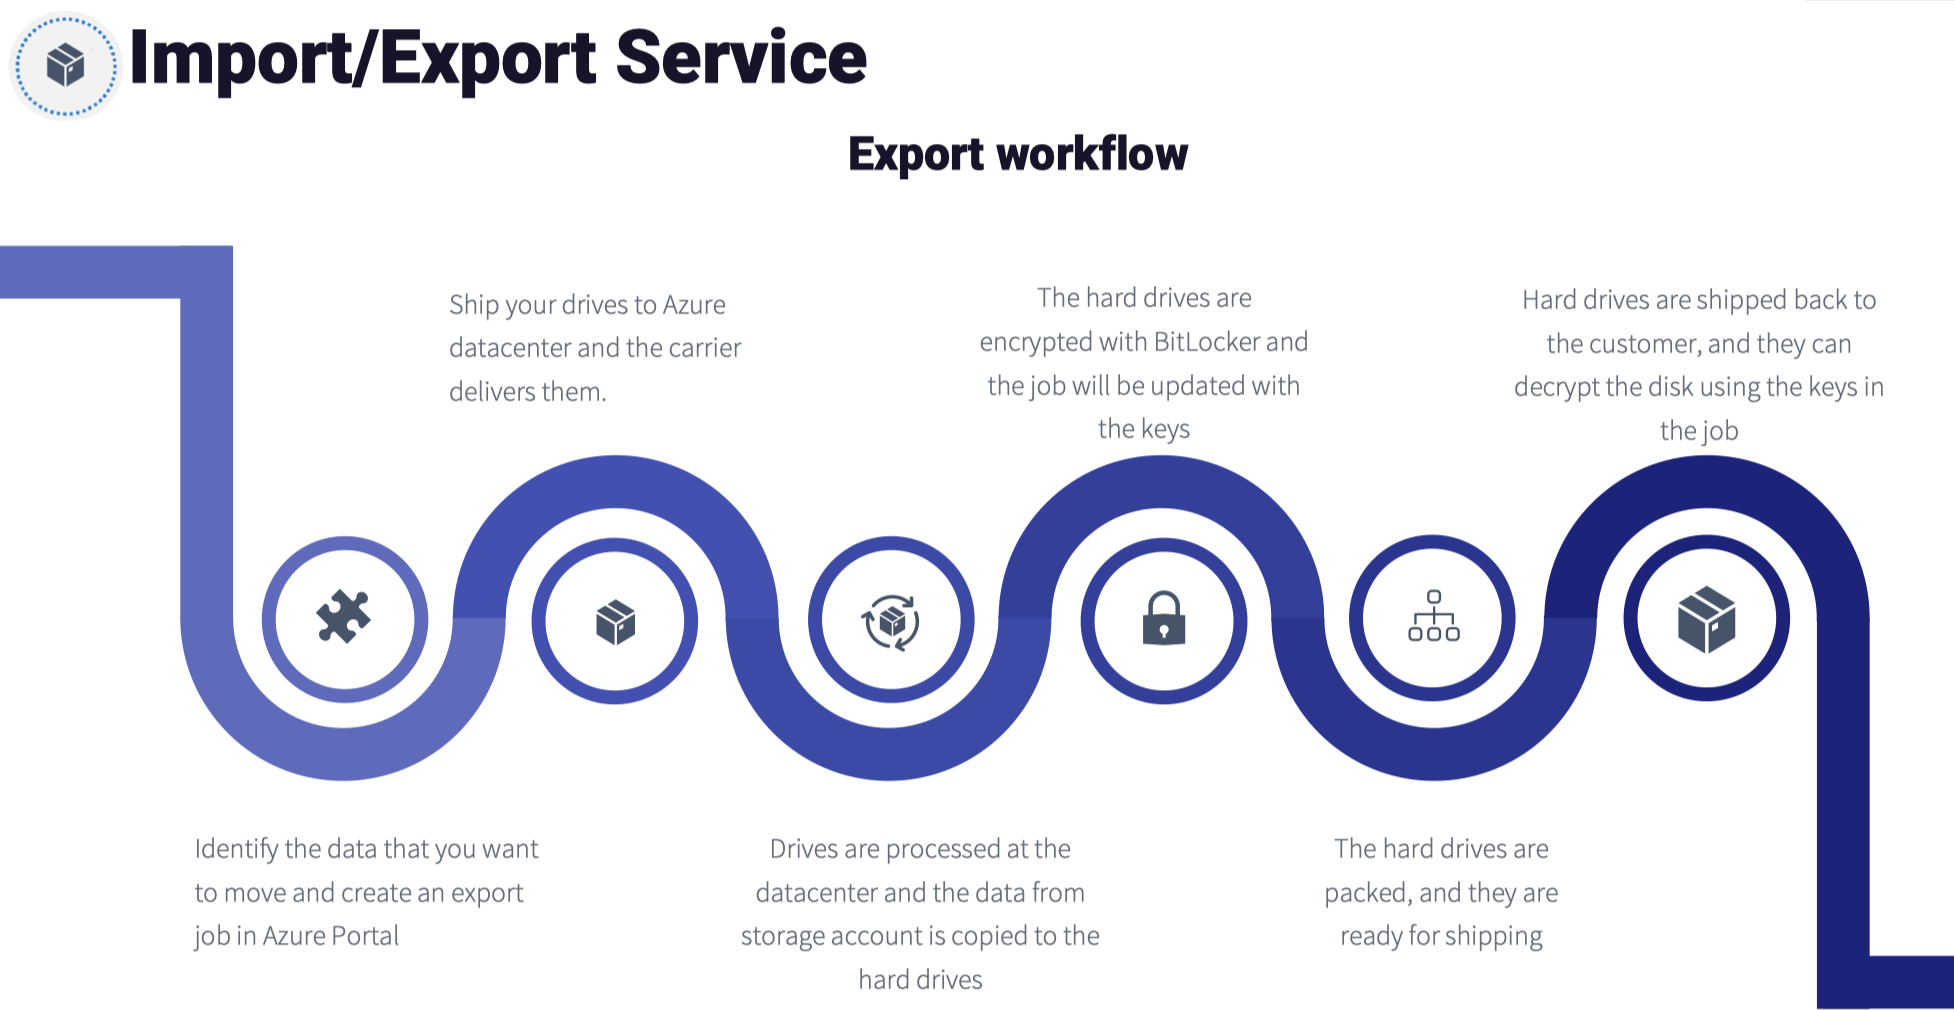 Import/Export Service
Export workflow
Identify the data that you want
to move and create an export
job in Azure Portal
Ship your drives to Azure
datacenter and the carrier
delivers them.
Drives are processed at the
datacenter and the data from
storage account is copied to the
hard drives
The hard drives are
encrypted with BitLocker and
the job will be updated with
the keys
The hard drives are
packed, and they are
ready for shipping
Hard drives are shipped back to
the customer, and they can
decrypt the disk using the keys in
the job